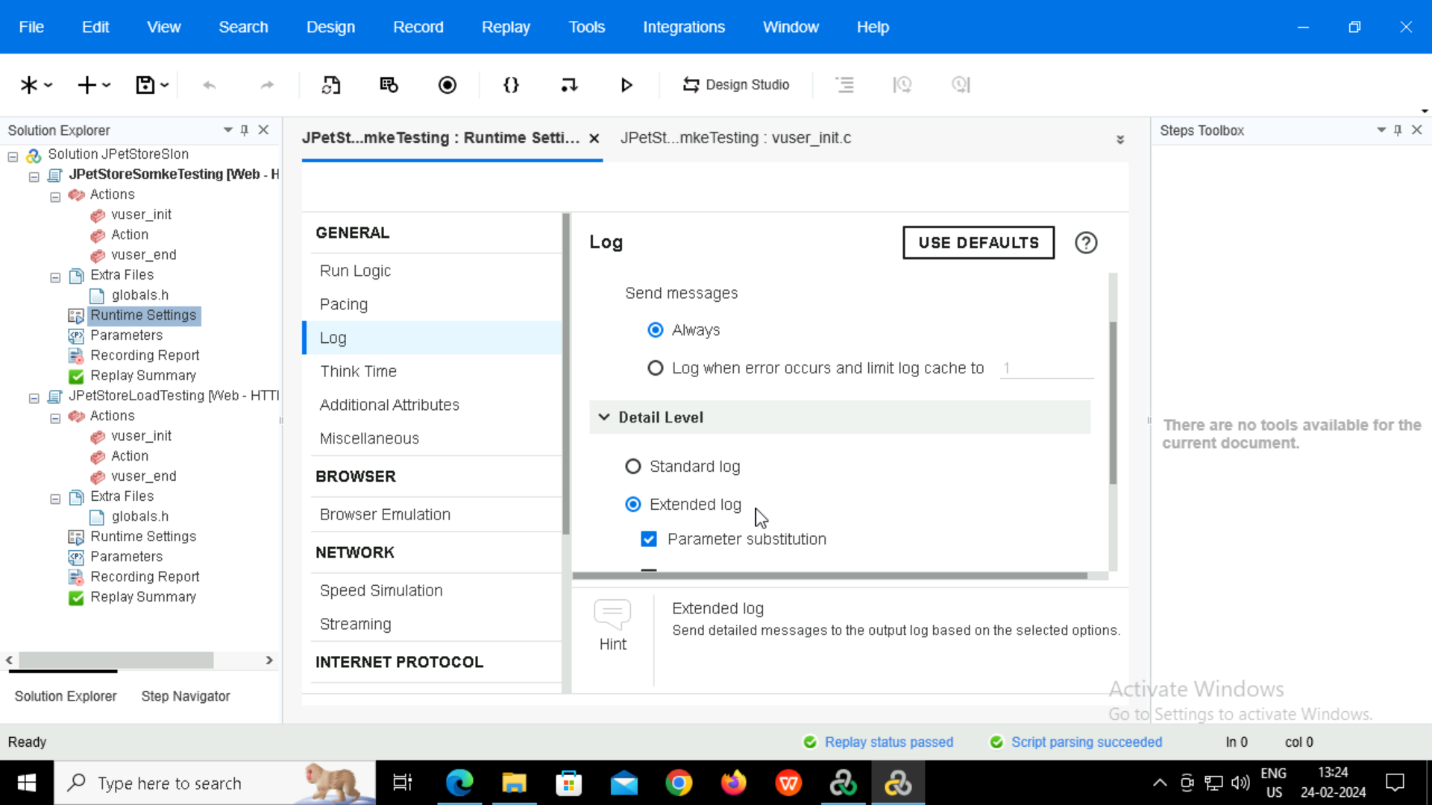 File Edit View Search Design Record Replay Tools Integrations Window Help
Design Studio
Solution Explorer
Solution JPetStoreSlon
JPetStoreSomkeTesting [Web - H
Actions
vuser_init
Action
vuser_end
Extra Files
globals.h
Runtime Settings
Parameters
Recording Report
Replay Summary
JPetStoreLoadTesting [Web - HTTI
Actions
vuser_init
Action
vuser_end
Extra Files
globals.h
Runtime Settings
Parameters
Recording Report
Replay Summary
Solution Explorer Step Navigator
JPetSt...mkeTesting : Runtime Setti... JPetSt...mkeTesting : vuser_init.c
GENERAL
Run Logic
Pacing
Log
Think Time
Additional Attributes
Miscellaneous
BROWSER
Browser Emulation
NETWORK
Speed Simulation
Streaming
INTERNET PROTOCOL
Log USE DEFAULTS ?
Send messages
Always
Log when error occurs and limit log cache to 1
Detail Level
Standard log
Extended log
Parameter substitution
Hint
Extended log
Send detailed messages to the output log based on the selected options.
Steps Toolbox
There are no tools available for the
current document.
Activate Windows
Go to Settings to activate Windows.
Ready Replay status passed Script parsing succeeded ln 0 col 0
Type here to search
ENG
US
13:24
24-02-2024